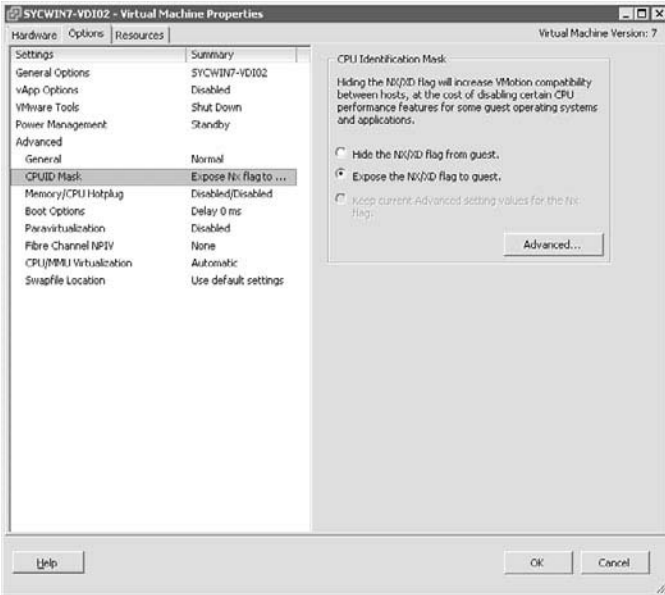 SYCWIN7-VDI02 - Virtual Machine Properties
Hardware Options Resources
Virtual Machine Version: 7
Settings Summary
General Options SYCWIN7-VDI02
vApp Options Disabled
VMware Tools Shut Down
Power Management Standby
Advanced
General Normal
CPUID Mask Expose Nx flag to ...
Memory/CPU Hotplug Disabled/Disabled
Boot Options Delay 0 ms
Paravirtualization Disabled
Fibre Channel NPIV None
CPU/MMU Virtualization Automatic
Swapfile Location Use default settings
CPU Identification Mask
Hiding the NX/XD flag will increase VMotion compatibility
between hosts, at the cost of disabling certain CPU
performance features for some guest operating systems
and applications.
Hide the NX/XD flag from guest.
Expose the NX/XD flag to guest.
Keep current Advanced setting values for the Nx
flag.
Advanced...
Help
OK
Cancel